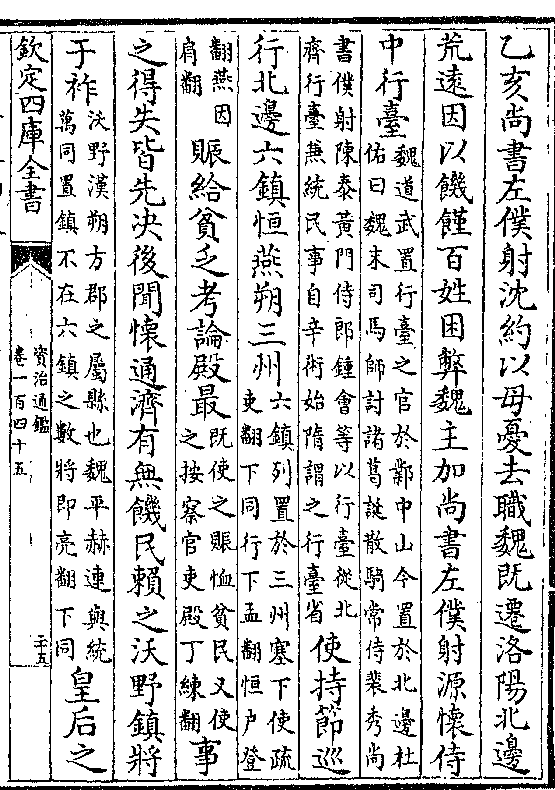 乙亥尚書左僕射沈約以母憂去職魏既遷洛陽北邊
荒遠因以饑饉百姓困弊魏主加尚書左僕射源懷侍
中行臺
魏道武置行臺之官於鄴中山今置於北邊杜
佑曰魏末司馬師討諸葛誕散騎常侍裴秀尚
書僕射陳泰黃門侍郎鍾會等以行臺從北
齊行臺兼統民事自辛術始隋謂之行臺省
使持節巡
行北邊六鎮恒燕朔三州
六鎮列置於三州塞下使疏
吏翻下同行下孟翻恒户登
翻燕因
肩翻
賑給貧乏考論殿最
既使之賑恤貧民又使
之按察官吏殿丁練翻
事
之得失皆先决後聞懷通濟有無饑民賴之沃野鎮將
于祚
沃野漢朔方郡之屬縣也魏平赫連與統
萬同置鎮不在六鎮之數將即亮翻下同
皇后之
欽定四庫全書
資治通鑑
卷一百四十五
二十五